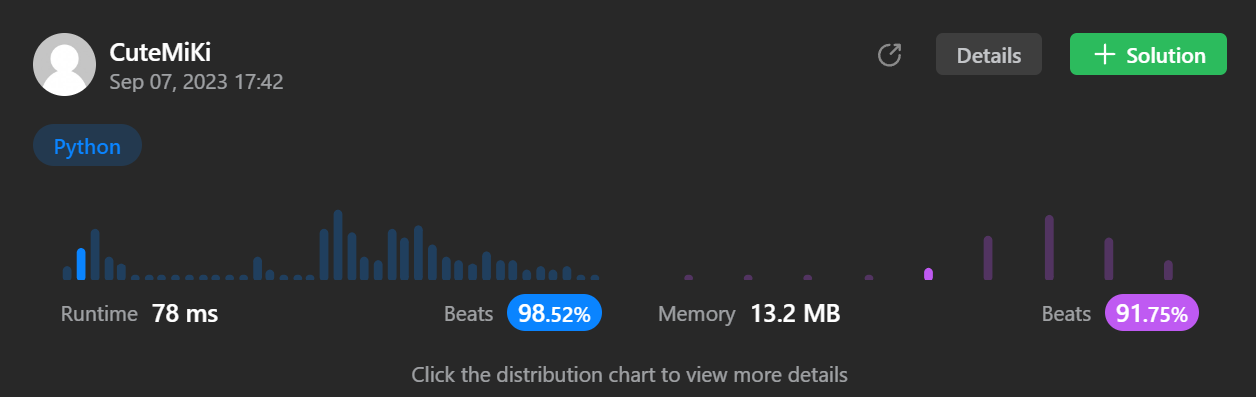 CuteMiKi
Sep 07, 2023 17:42
Details
+ Solution
Python
Runtime 78 ms Beats 98.52%
Memory 13.2 MB Beats 91.75%
Click the distribution chart to view more details